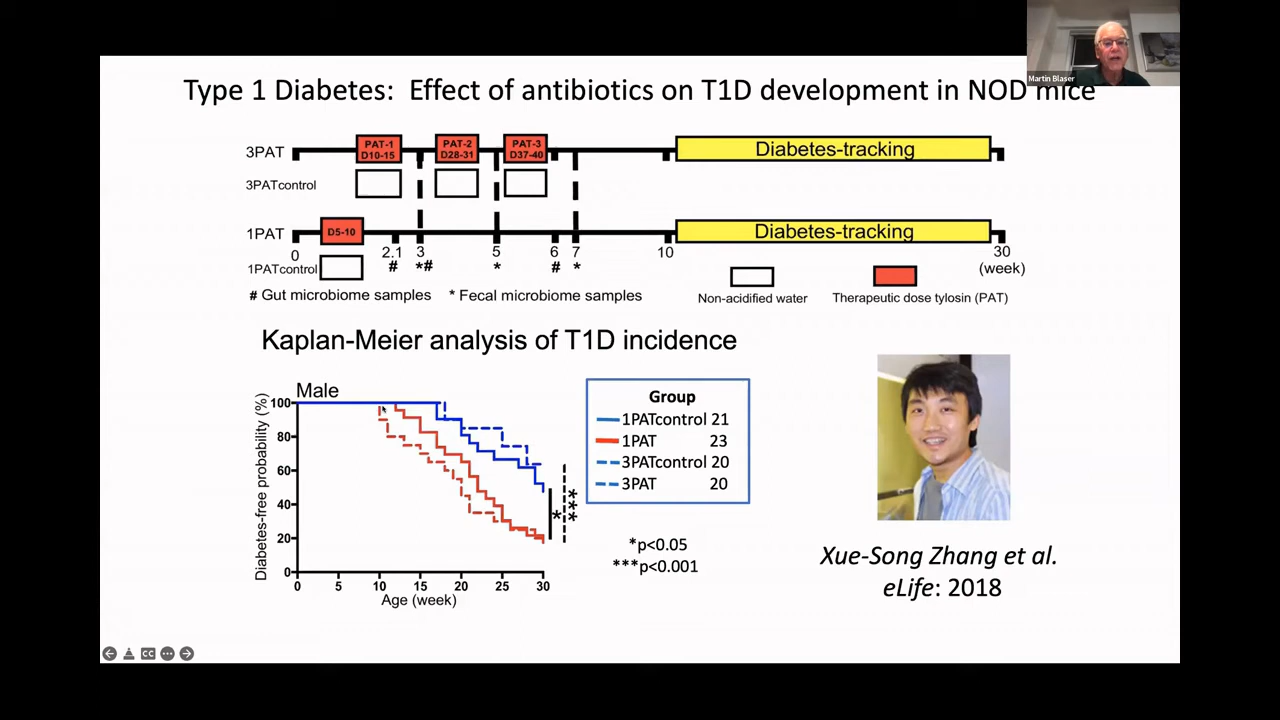 Martin Blaser
Type 1 Diabetes: Effect of antibiotics on T1D development in NOD mice
3PAT
PAT-1
D10-15
PAT-2
D28-31
PAT-3
D37-40
Diabetes-tracking
3PATcontrol
1PAT
D5-10
Diabetes-tracking
0 2.1 3 5 6 7 10 30
# *# * # * (week)
1PATcontrol
# Gut microbiome samples * Fecal microbiome samples
Non-acidified water
Therapeutic dose tylosin (PAT)
Kaplan-Meier analysis of T1D incidence
Male
Diabetes-free probability (%)
100
80
60
40
20
0
0 5 10 15 20 25 30
Age (week)
*
***
Group
1PATcontrol 21
1PAT 23
3PATcontrol 20
3PAT 20
*p<0.05
***p<0.001
Xue-Song Zhang et al.
eLife: 2018
CC